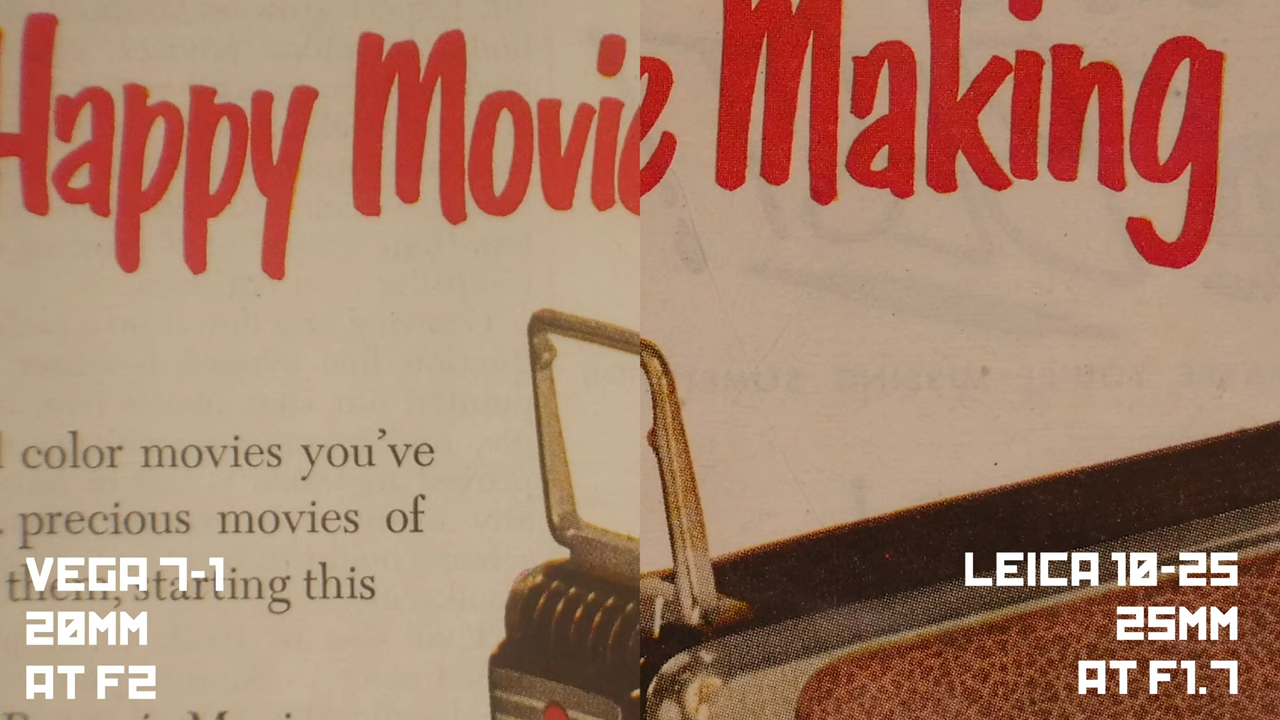 Happy Movie Making
color movies you've
. precious movies of
them, starting this
VEGA 7-1
20MM
AT F2
LEICA 10-25
25MM
AT F1.7